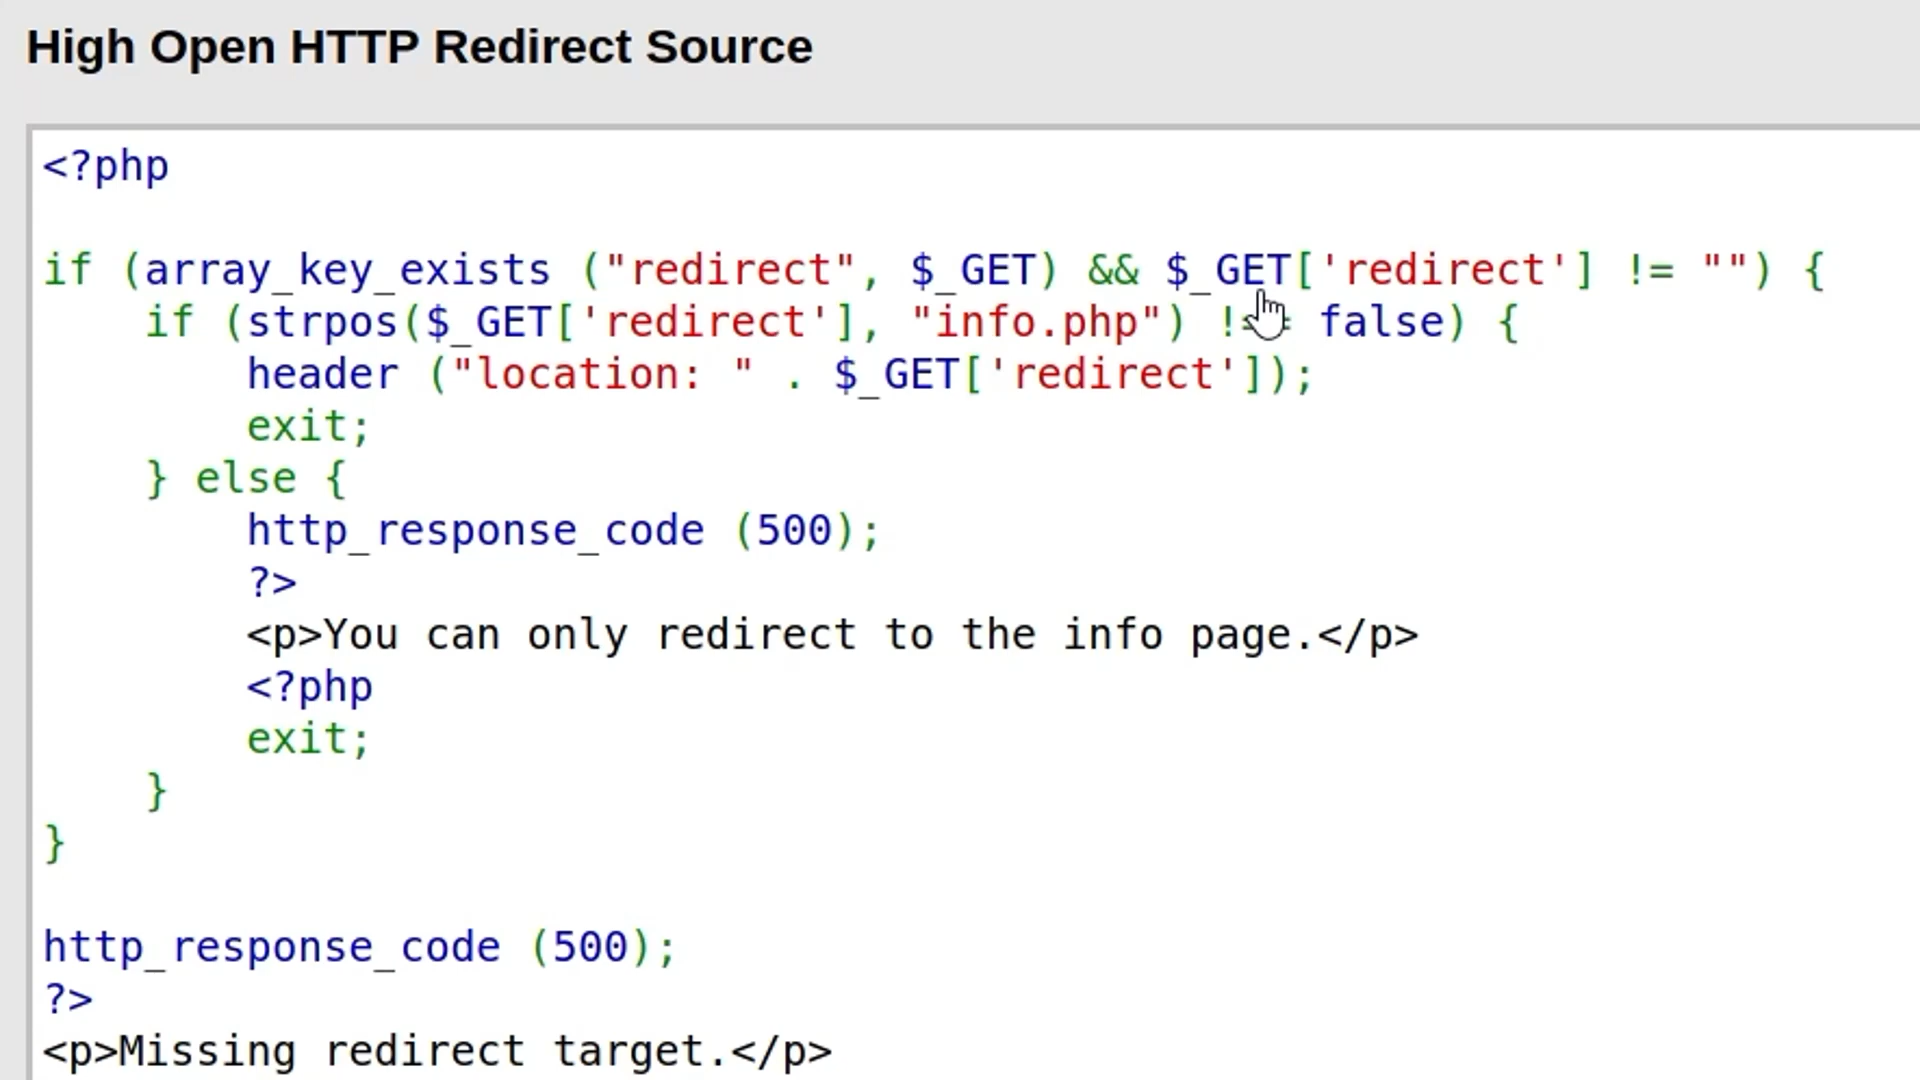 High Open HTTP Redirect Source
<?php
if (array_key_exists ("redirect", $_GET) && $_GET['redirect'] != "") {
    if (strpos($_GET['redirect'], "info.php") !== false) {
        header ("location: " . $_GET['redirect']);
        exit;
    } else {
        http_response_code (500);
        ?>
        <p>You can only redirect to the info page.</p>
        <?php
        exit;
    }
}
http_response_code (500);
?>
<p>Missing redirect target.</p>